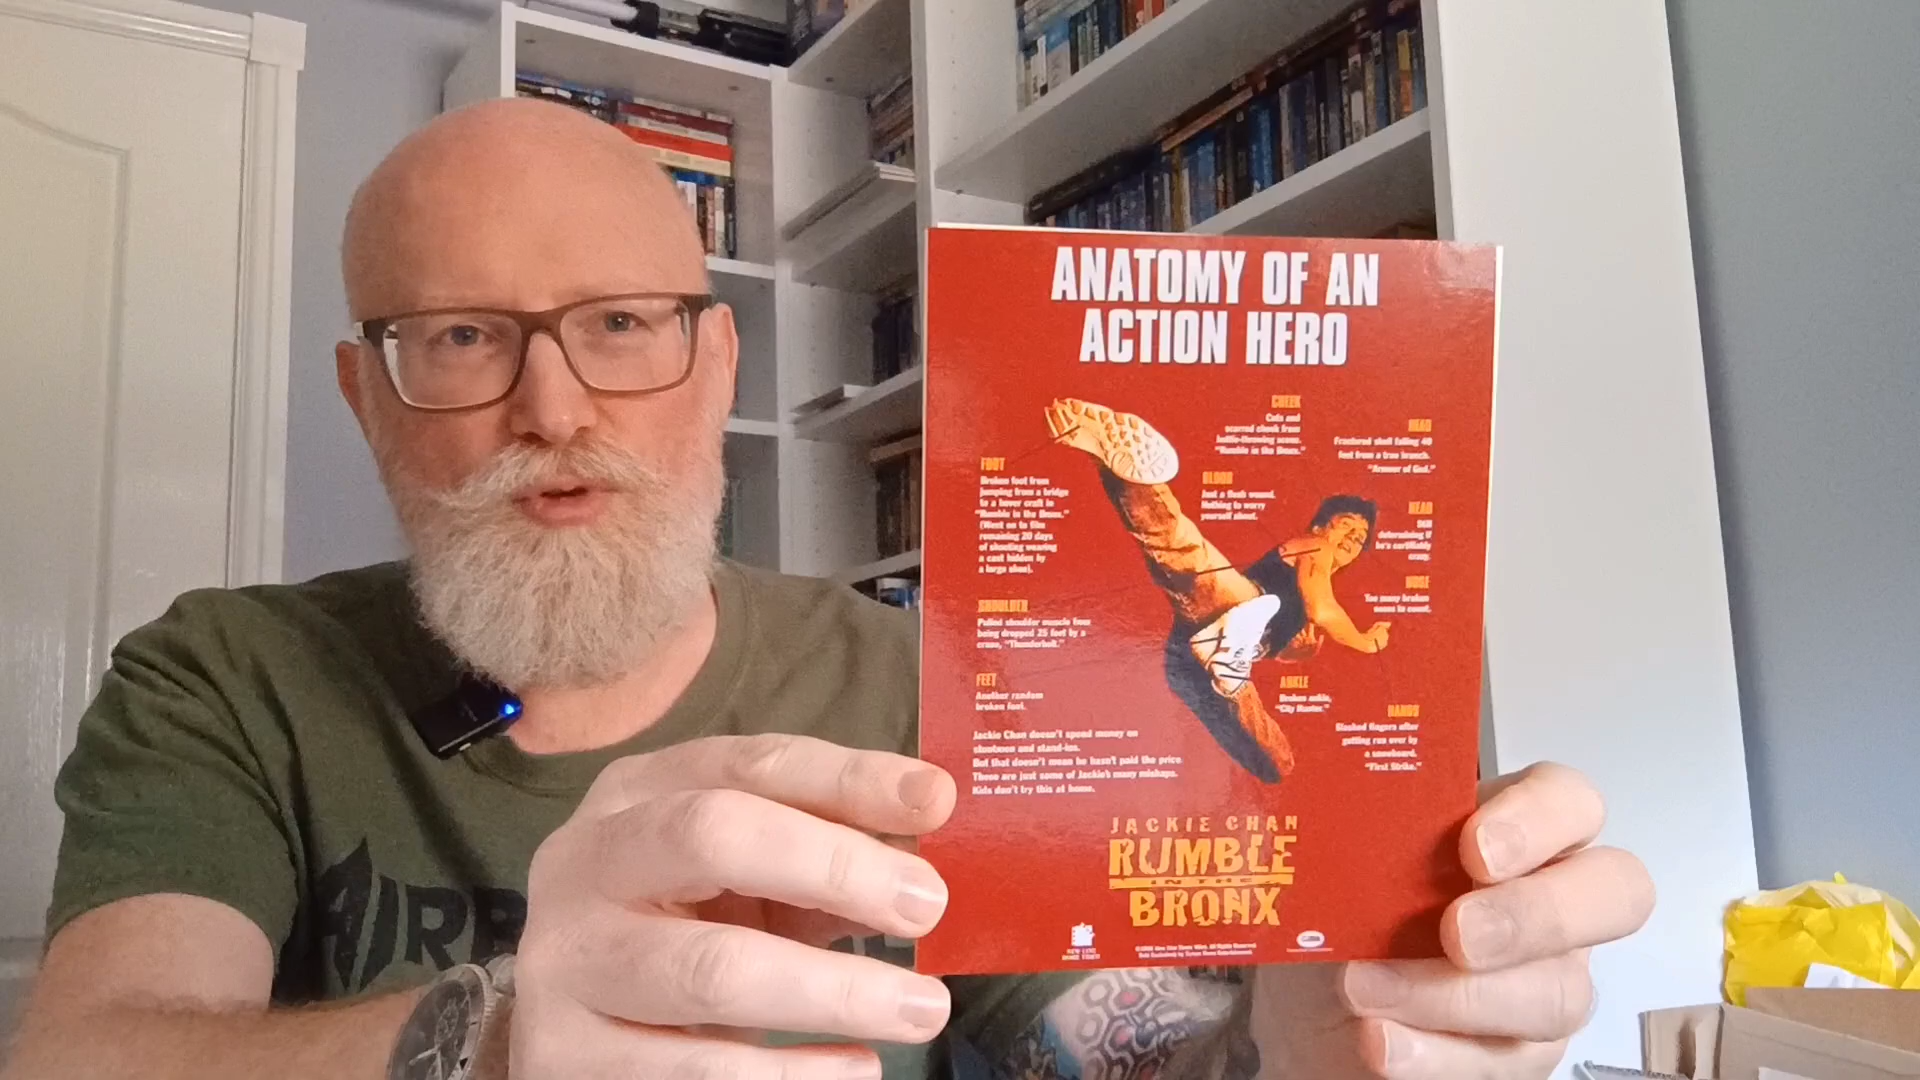 ANATOMY OF AN
ACTION HERO
CHEEK
Cuts and
scarred cheek from
bottle-throwing scene.
"Rumble in the Bronx."
HEAD
Fractured skull falling 40
feet from a tree branch.
"Armour of God."
FOOT
Broken foot from
jumping from a bridge
to a hover craft in
"Rumble in the Bronx."
(Went on to film
remaining 20 days
of shooting wearing
a cast hidden by
a large shoe).
BLOOD
Just a flesh wound.
Nothing to worry
yourself about.
HEAD
Still
determining if
he's certifiably
crazy.
NOSE
Too many broken
noses to count.
SHOULDER
Pulled shoulder muscle from
being dropped 25 feet by a
crane, "Thunderbolt."
FEET
Another random
broken foot.
ANKLE
Broken ankle,
"City Hunter."
HANDS
Slashed fingers after
getting run over by
a snowboard.
"First Strike."
Jackie Chan doesn't spend money on
stuntmen and stand-ins.
But that doesn't mean he hasn't paid the price.
These are just some of Jackie's many mishaps.
Kids don't try this at home.
JACKIE CHAN
RUMBLE
IN THE
BRONX
NEW LINE
HOME VIDEO
AIRB